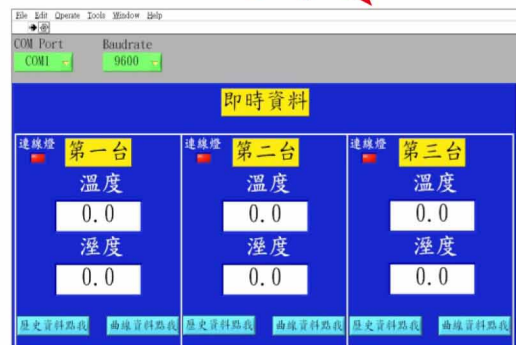 File Edit Operate Tools Window Help
COM Port Baudrate
COM1 9600
即時資料
連線燈 第一台 連線燈 第二台 連線燈 第三台
溫度 溫度 溫度
0.0 0.0 0.0
溼度 溼度 溼度
0.0 0.0 0.0
歷史資料點我 曲線資料點我 歷史資料點我 曲線資料點我 歷史資料點我 曲線資料點我